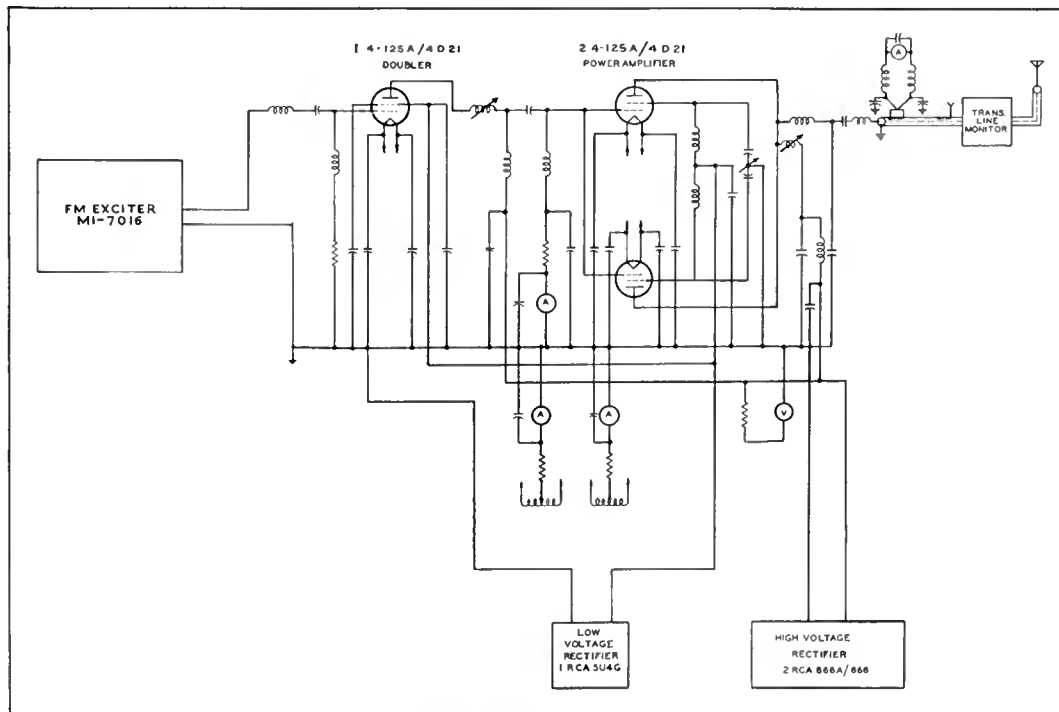 1 4-125A/4D21
DOUBLER
2 4-125A/4D21
POWER AMPLIFIER
A
TRANS.
LINE
MONITOR
FM EXCITER
MI-7016
A
A
A
V
LOW
VOLTAGE
RECTIFIER
1 RCA 5U4G
HIGH VOLTAGE
RECTIFIER
2 RCA 866A/866